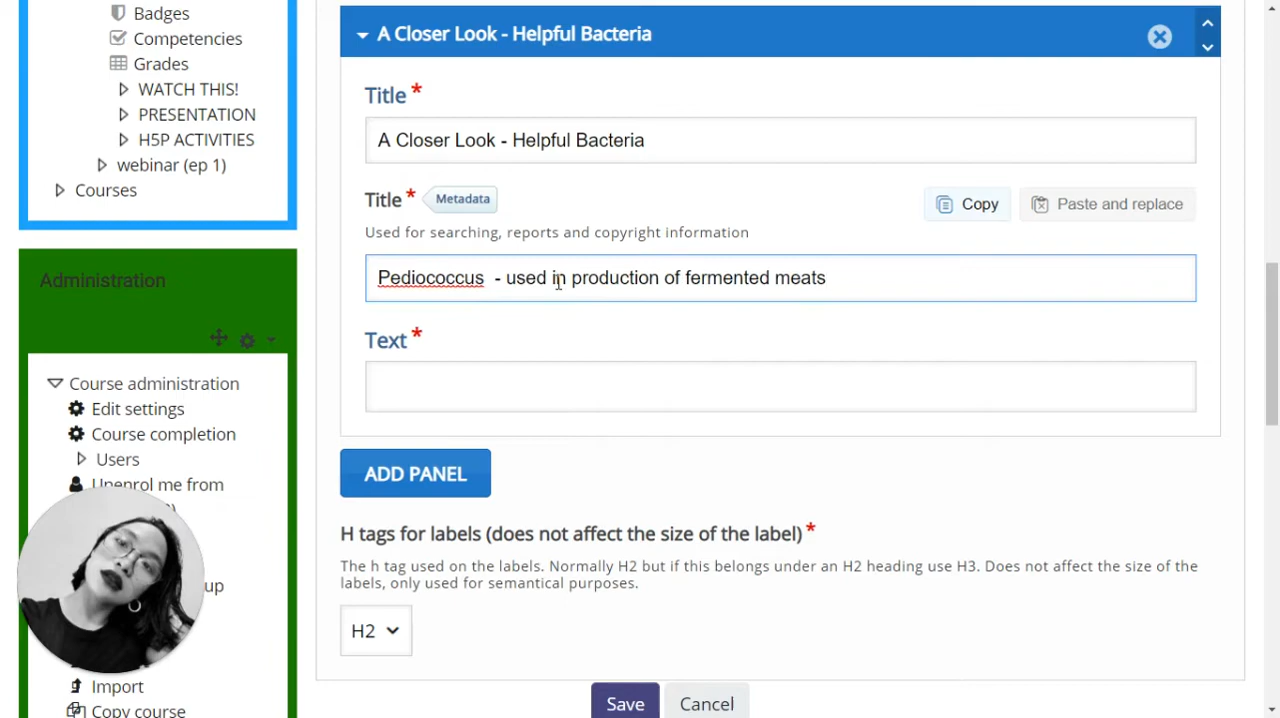 Badges
Competencies
Grades
WATCH THIS!
PRESENTATION
H5P ACTIVITIES
webinar (ep 1)
Courses
Administration
Course administration
Edit settings
Course completion
Users
Unenrol me from
up
Import
Copy course
A Closer Look - Helpful Bacteria
Title *
A Closer Look - Helpful Bacteria
Title * Metadata
Copy
Paste and replace
Used for searching, reports and copyright information
Pediococcus - used in production of fermented meats
Text *
ADD PANEL
H tags for labels (does not affect the size of the label) *
The h tag used on the labels. Normally H2 but if this belongs under an H2 heading use H3. Does not affect the size of the
labels, only used for semantical purposes.
H2
Save
Cancel